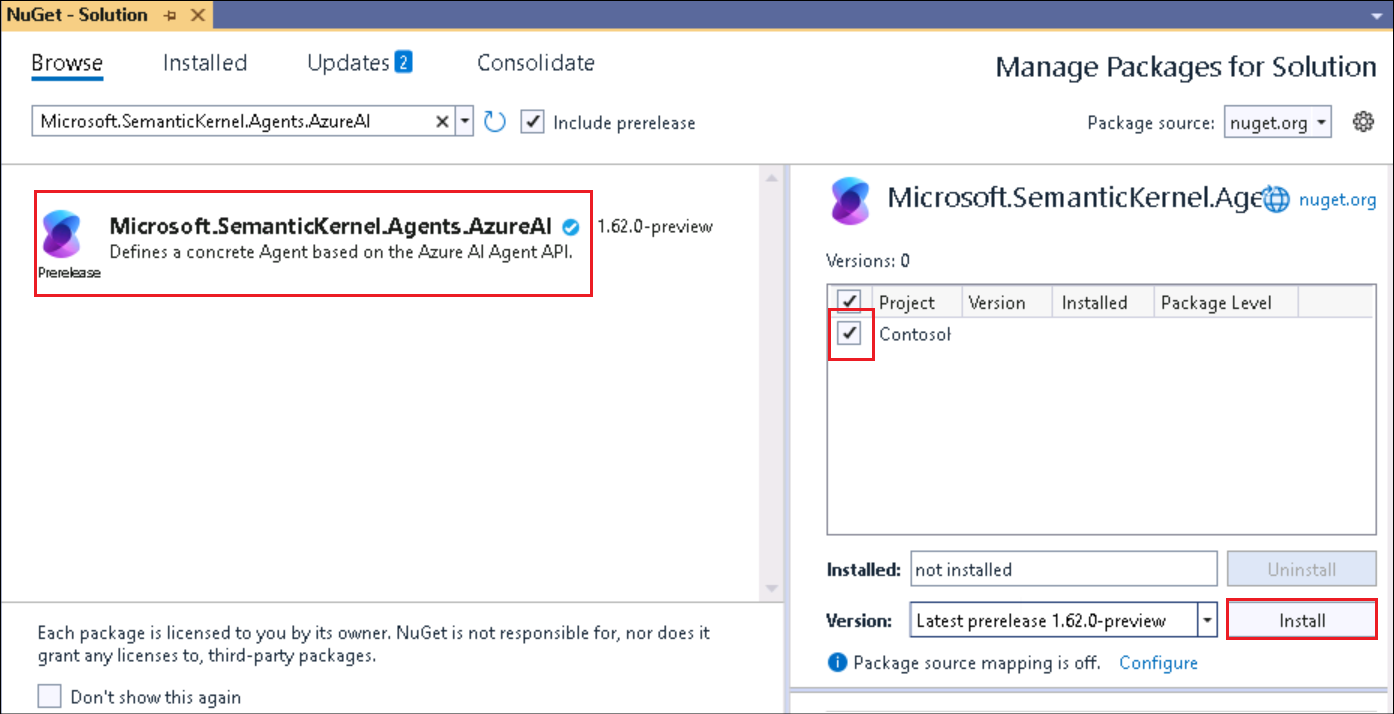 NuGet - Solution
Browse Installed Updates 2 Consolidate
Manage Packages for Solution
Microsoft.SemanticKernel.Agents.AzureAI
Include prerelease
Package source: nuget.org
Microsoft.SemanticKernel.Agents.AzureAI 1.62.0-preview
Defines a concrete Agent based on the Azure AI Agent API.
Prerelease
Microsoft.SemanticKernel.Age nuget.org
Versions: 0
Project Version Installed Package Level
Installed: not installed Uninstall
Version: Latest prerelease 1.62.0-preview Install
Package source mapping is off. Configure
Each package is licensed to you by its owner. NuGet is not responsible for, nor does it
grant any licenses to, third-party packages.
Don't show this again